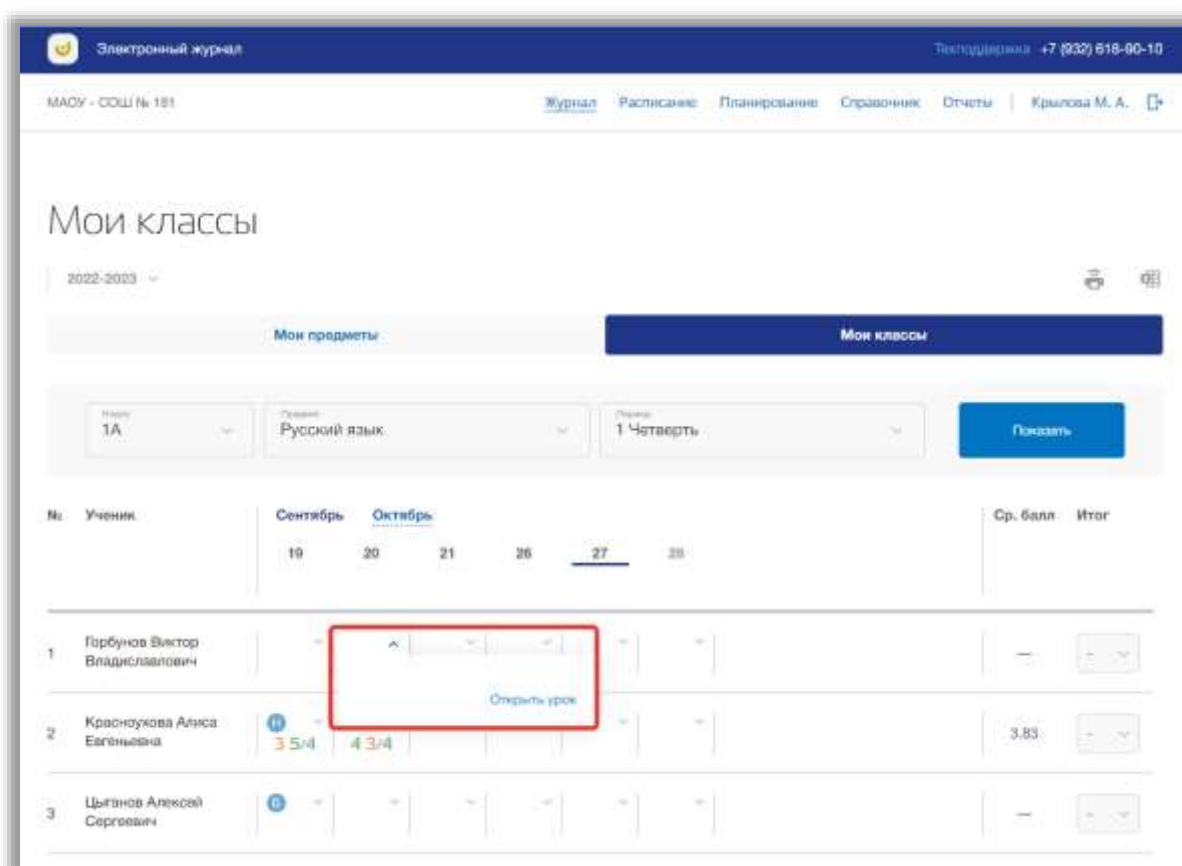 Электронный журнал
Техподдержка +7 (932) 618-90-10
МАОУ - СОШ № 181
Журнал Расписание Планирование Справочник Отчеты Крылова М. А.
Мои классы
2022-2023
Мои предметы Мои классы
Предмет
1А Русский язык 1 Четверть Показать
№ Ученик Сентябрь Октябрь Ср. балл Итог
19 20 21 26 27 28
1 Горбунов Виктор Владиславович — -
Открыть урок
2 Красноухова Алиса Евгеньевна 3 5/4 4 3/4 3.83 -
3 Цыганов Алексей Сергеевич — -